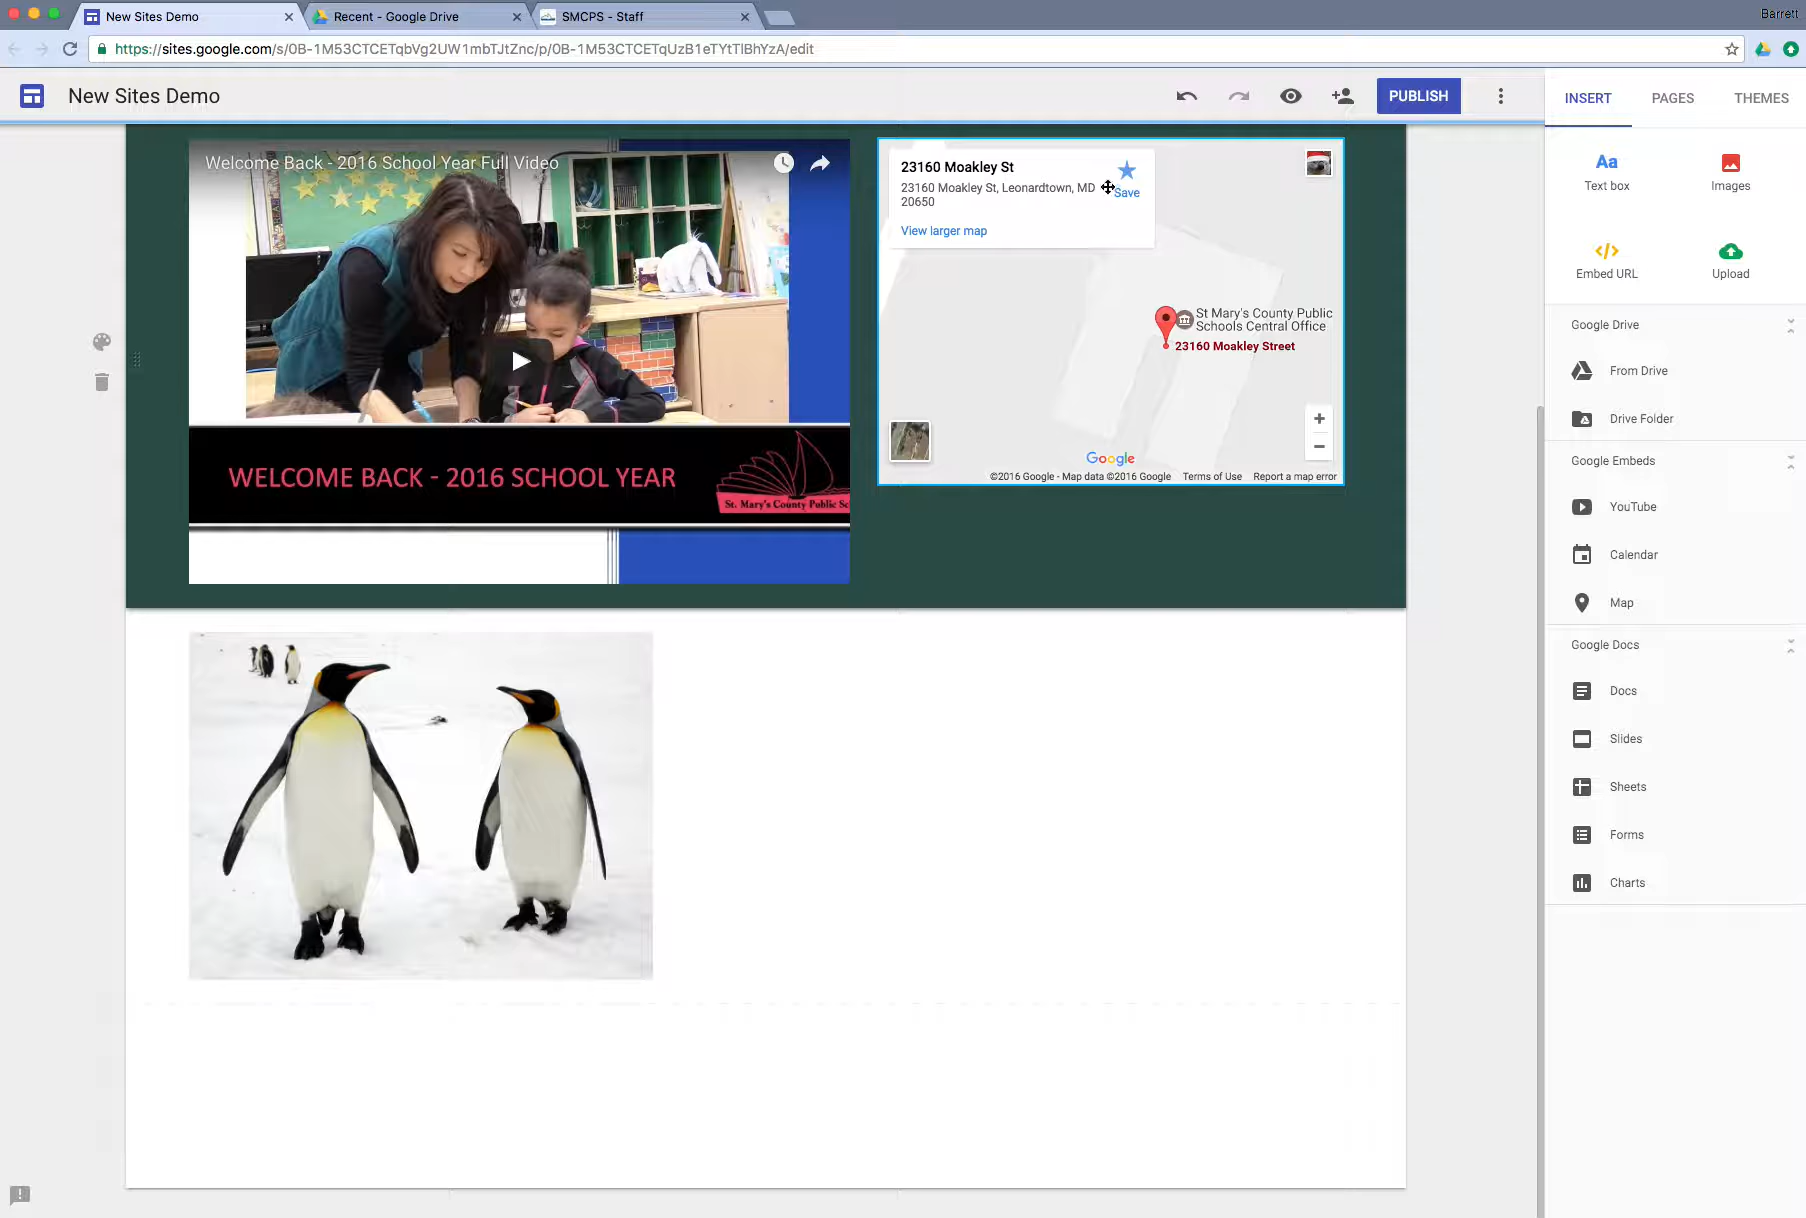 New Sites Demo
Recent - Google Drive
SMCPS - Staff
Barrett
https://sites.google.com/s/0B-1M53CTCETqbVg2UW1mbTJtZnc/p/0B-1M53CTCETqUzB1eTYtTlBhYzA/edit
New Sites Demo
PUBLISH
INSERT
PAGES
THEMES
Welcome Back - 2016 School Year Full Video
WELCOME BACK - 2016 SCHOOL YEAR
St. Mary's County Public Sc
23160 Moakley St
23160 Moakley St, Leonardtown, MD
20650
Save
View larger map
St Mary's County Public
Schools Central Office
23160 Moakley Street
Google
©2016 Google - Map data ©2016 Google
Terms of Use
Report a map error
Aa
Text box
Images
Embed URL
Upload
Google Drive
From Drive
Drive Folder
Google Embeds
YouTube
Calendar
Map
Google Docs
Docs
Slides
Sheets
Forms
Charts